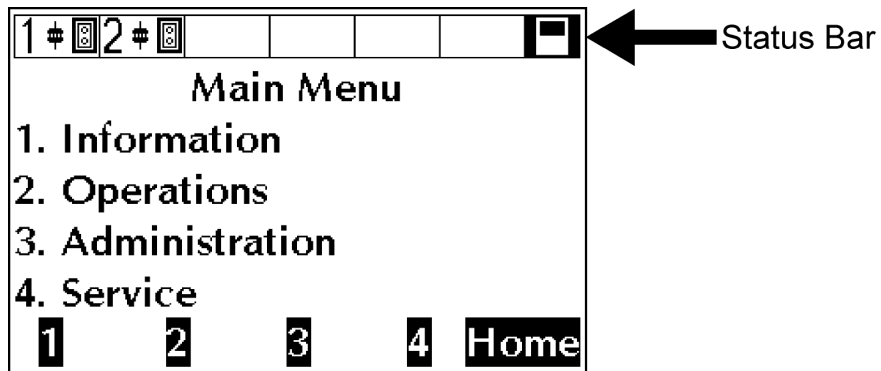 1 2 Status Bar
Main Menu
1. Information
2. Operations
3. Administration
4. Service
1 2 3 4 Home